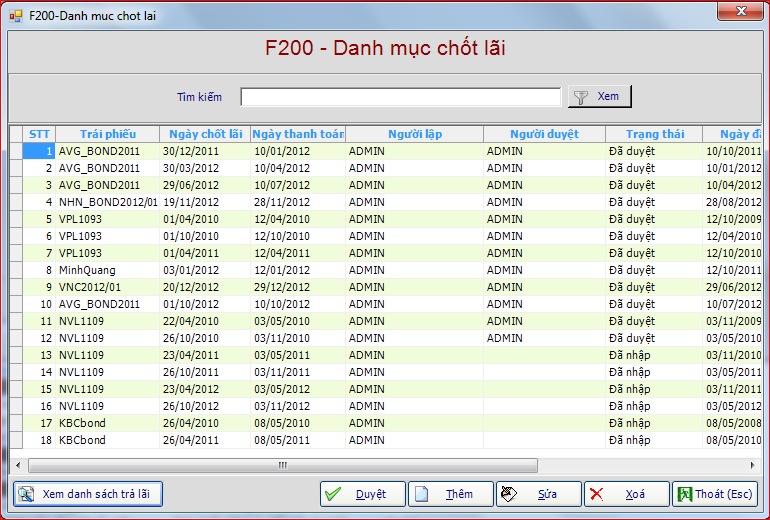 F200-Danh muc chot lai
F200 - Danh mục chốt lãi
Tìm kiếm Xem
STT Trái phiếu Ngày chốt lãi Ngày thanh toán Người lập Người duyệt Trạng thái Ngày đầ
1 AVG_BOND2011 30/12/2011 10/01/2012 ADMIN ADMIN Đã duyệt 10/10/2011
2 AVG_BOND2011 30/03/2012 10/04/2012 ADMIN ADMIN Đã duyệt 10/01/2012
3 AVG_BOND2011 29/06/2012 10/07/2012 ADMIN ADMIN Đã duyệt 10/04/2012
4 NHN_BOND2012/01 19/11/2012 28/11/2012 ADMIN ADMIN Đã duyệt 28/08/2012
5 VPL1093 01/04/2010 12/04/2010 ADMIN ADMIN Đã duyệt 12/10/2009
6 VPL1093 01/10/2010 12/10/2010 ADMIN ADMIN Đã duyệt 12/04/2010
7 VPL1093 01/04/2011 12/04/2011 ADMIN ADMIN Đã duyệt 12/10/2010
8 MinhQuang 03/01/2012 12/01/2012 ADMIN ADMIN Đã duyệt 12/10/2011
9 VNC2012/01 20/12/2012 29/12/2012 ADMIN ADMIN Đã duyệt 29/06/2012
10 AVG_BOND2011 01/10/2012 10/10/2012 ADMIN ADMIN Đã duyệt 10/07/2012
11 NVL1109 22/04/2010 03/05/2010 ADMIN ADMIN Đã duyệt 03/11/2009
12 NVL1109 26/10/2010 03/11/2010 ADMIN ADMIN Đã duyệt 03/05/2010
13 NVL1109 23/04/2011 03/05/2011 ADMIN Đã nhập 03/11/2010
14 NVL1109 26/10/2011 03/11/2011 ADMIN Đã nhập 03/05/2011
15 NVL1109 23/04/2012 03/05/2012 ADMIN Đã nhập 03/11/2011
16 NVL1109 26/10/2012 03/11/2012 ADMIN Đã nhập 03/05/2012
17 KBCbond 26/04/2010 08/05/2010 ADMIN Đã nhập 08/05/2008
18 KBCbond 26/04/2011 08/05/2011 ADMIN Đã nhập 08/05/2010
Xem danh sách trả lãi Duyệt Thêm Sửa Xoá Thoát (Esc)